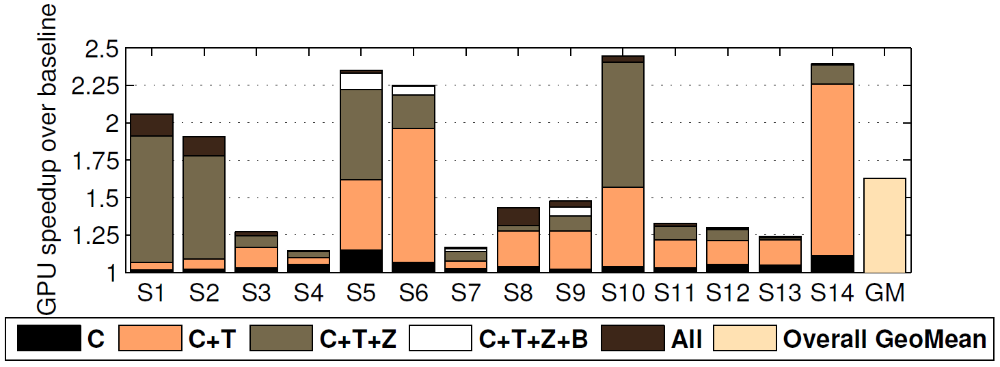 GPU speedup over baseline
2.5
2.25
2
1.75
1.5
1.25
1
S1 S2 S3 S4 S5 S6 S7 S8 S9 S10 S11 S12 S13 S14 GM
C C+T C+T+Z C+T+Z+B All Overall GeoMean